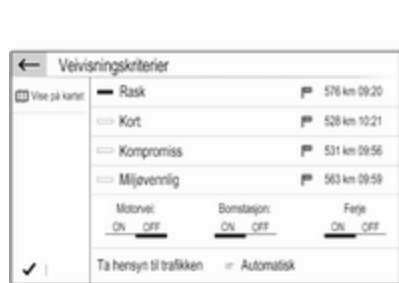 Veivisningskriterier
Vise på kartet
Rask 576 km 09:20
Kort 528 km 10:21
Kompromiss 531 km 09:56
Miljøvennlig 563 km 09:59
Motorvei: Bomstasjon: Ferje
ON OFF ON OFF ON OFF
Ta hensyn til trafikken Automatisk